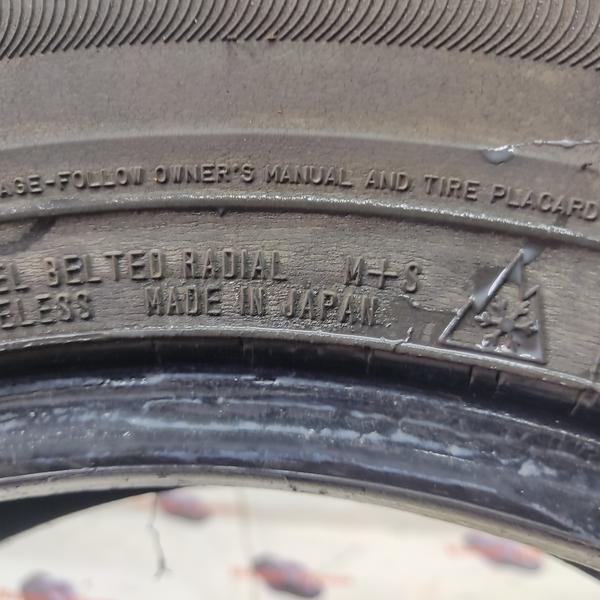 AGE-FOLLOW OWNER'S MANUAL AND TIRE PLACARD
EL BELTED RADIAL M+S
ELESS MADE IN JAPAN